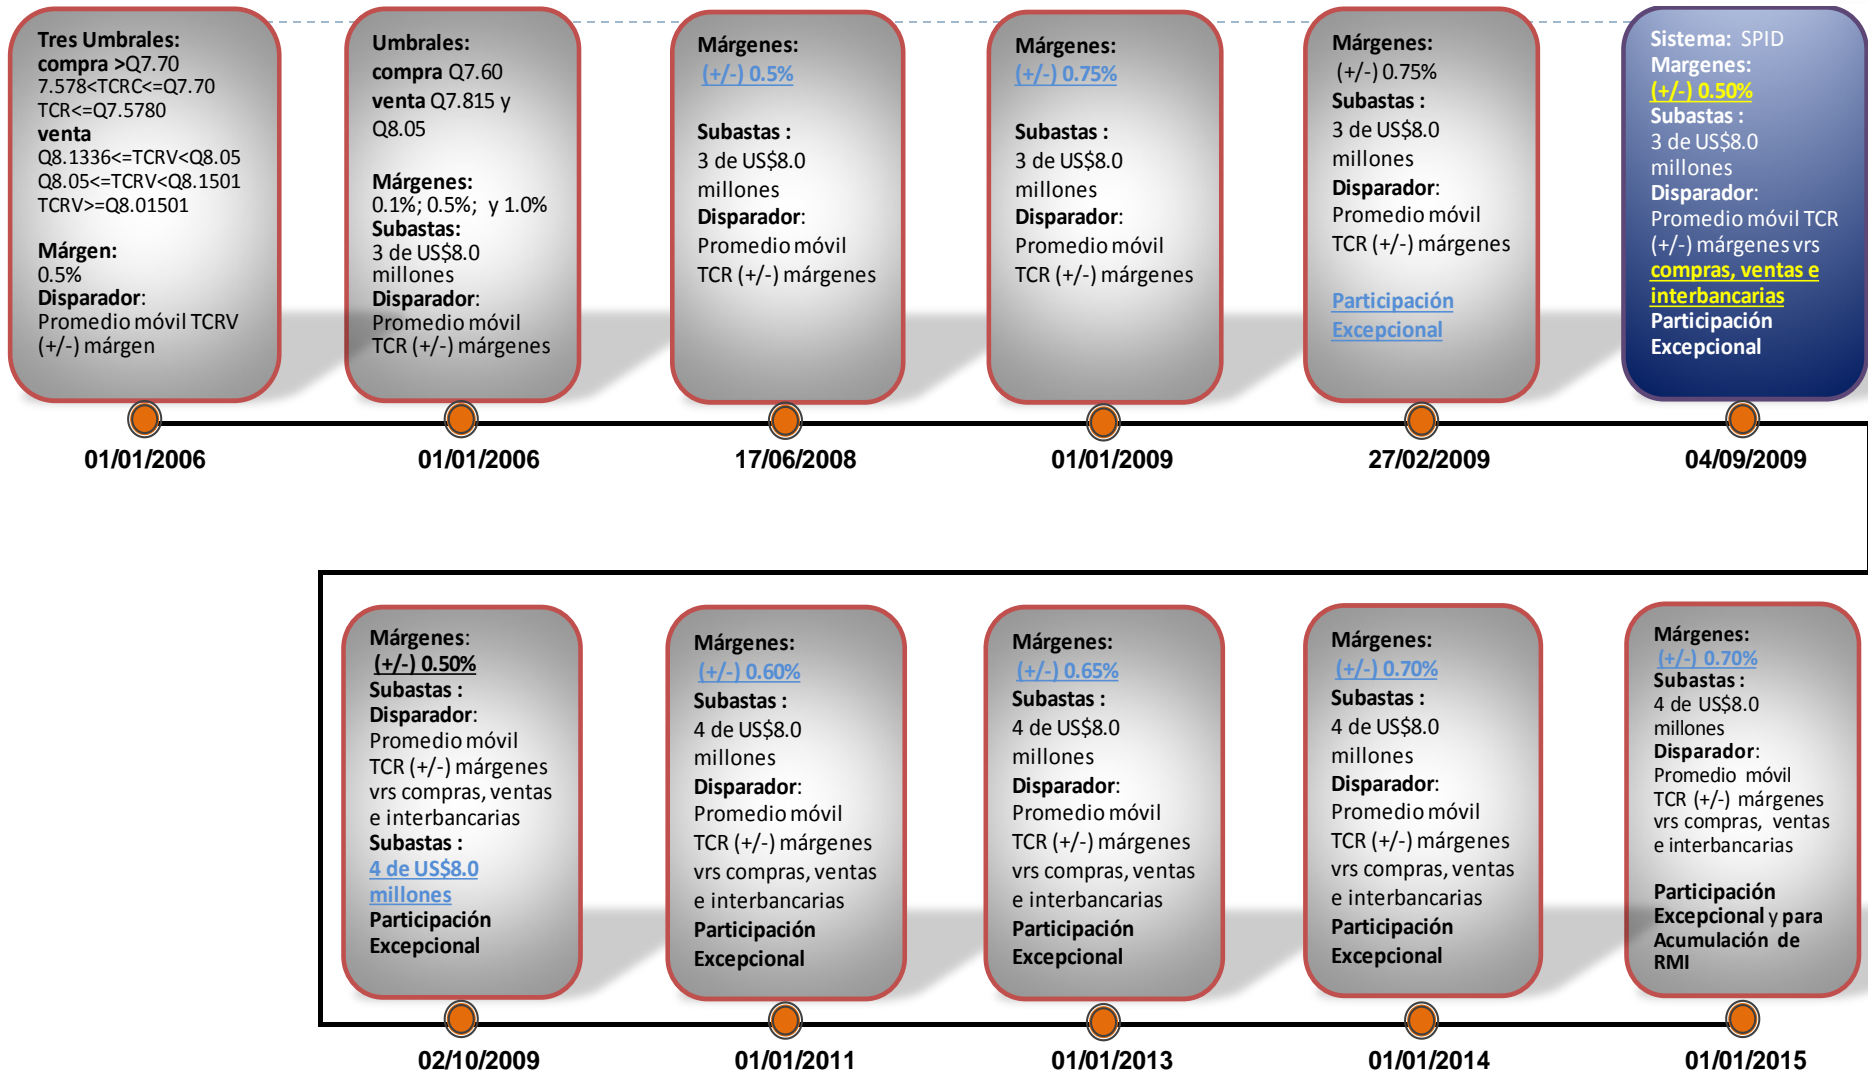 Tres Umbrales:
compra >Q7.70
7.578<TCRC<=Q7.70
TCR<=Q7.5780
venta
Q8.1336<=TCRV<Q8.05
Q8.05<=TCRV<Q8.1501
TCRV>=Q8.01501
Márgen:
0.5%
Disparador:
Promedio móvil TCRV
(+/-) márgen
01/01/2006
Umbrales:
compra Q7.60
venta Q7.815 y
Q8.05
Márgenes:
0.1%; 0.5%; y 1.0%
Subastas:
3 de US$8.0
millones
Disparador:
Promedio móvil
TCR (+/-) márgenes
01/01/2006
Márgenes:
(+/-) 0.5%
Subastas :
3 de US$8.0
millones
Disparador:
Promedio móvil
TCR (+/-) márgenes
17/06/2008
Márgenes:
(+/-) 0.75%
Subastas :
3 de US$8.0
millones
Disparador:
Promedio móvil
TCR (+/-) márgenes
01/01/2009
Márgenes:
(+/-) 0.75%
Subastas :
3 de US$8.0
millones
Disparador:
Promedio móvil
TCR (+/-) márgenes
Participación
Excepcional
27/02/2009
Sistema: SPID
Margenes:
(+/-) 0.50%
Subastas :
3 de US$8.0
millones
Disparador:
Promedio móvil TCR
(+/-) márgenes vrs
compras, ventas e
interbancarias
Participación
Excepcional
04/09/2009
Márgenes:
(+/-) 0.50%
Subastas :
Disparador:
Promedio móvil
TCR (+/-) márgenes
vrs compras, ventas
e interbancarias
Subastas :
4 de US$8.0
millones
Participación
Excepcional
02/10/2009
Márgenes:
(+/-) 0.60%
Subastas :
4 de US$8.0
millones
Disparador:
Promedio móvil
TCR (+/-) márgenes
vrs compras, ventas
e interbancarias
Participación
Excepcional
01/01/2011
Márgenes:
(+/-) 0.65%
Subastas :
4 de US$8.0
millones
Disparador:
Promedio móvil
TCR (+/-) márgenes
vrs compras, ventas
e interbancarias
Participación
Excepcional
01/01/2013
Márgenes:
(+/-) 0.70%
Subastas :
4 de US$8.0
millones
Disparador:
Promedio móvil
TCR (+/-) márgenes
vrs compras, ventas
e interbancarias
Participación
Excepcional
01/01/2014
Márgenes:
(+/-) 0.70%
Subastas :
4 de US$8.0
millones
Disparador:
Promedio móvil
TCR (+/-) márgenes
vrs compras, ventas
e interbancarias
Participación
Excepcional y para
Acumulación de
RMI
01/01/2015